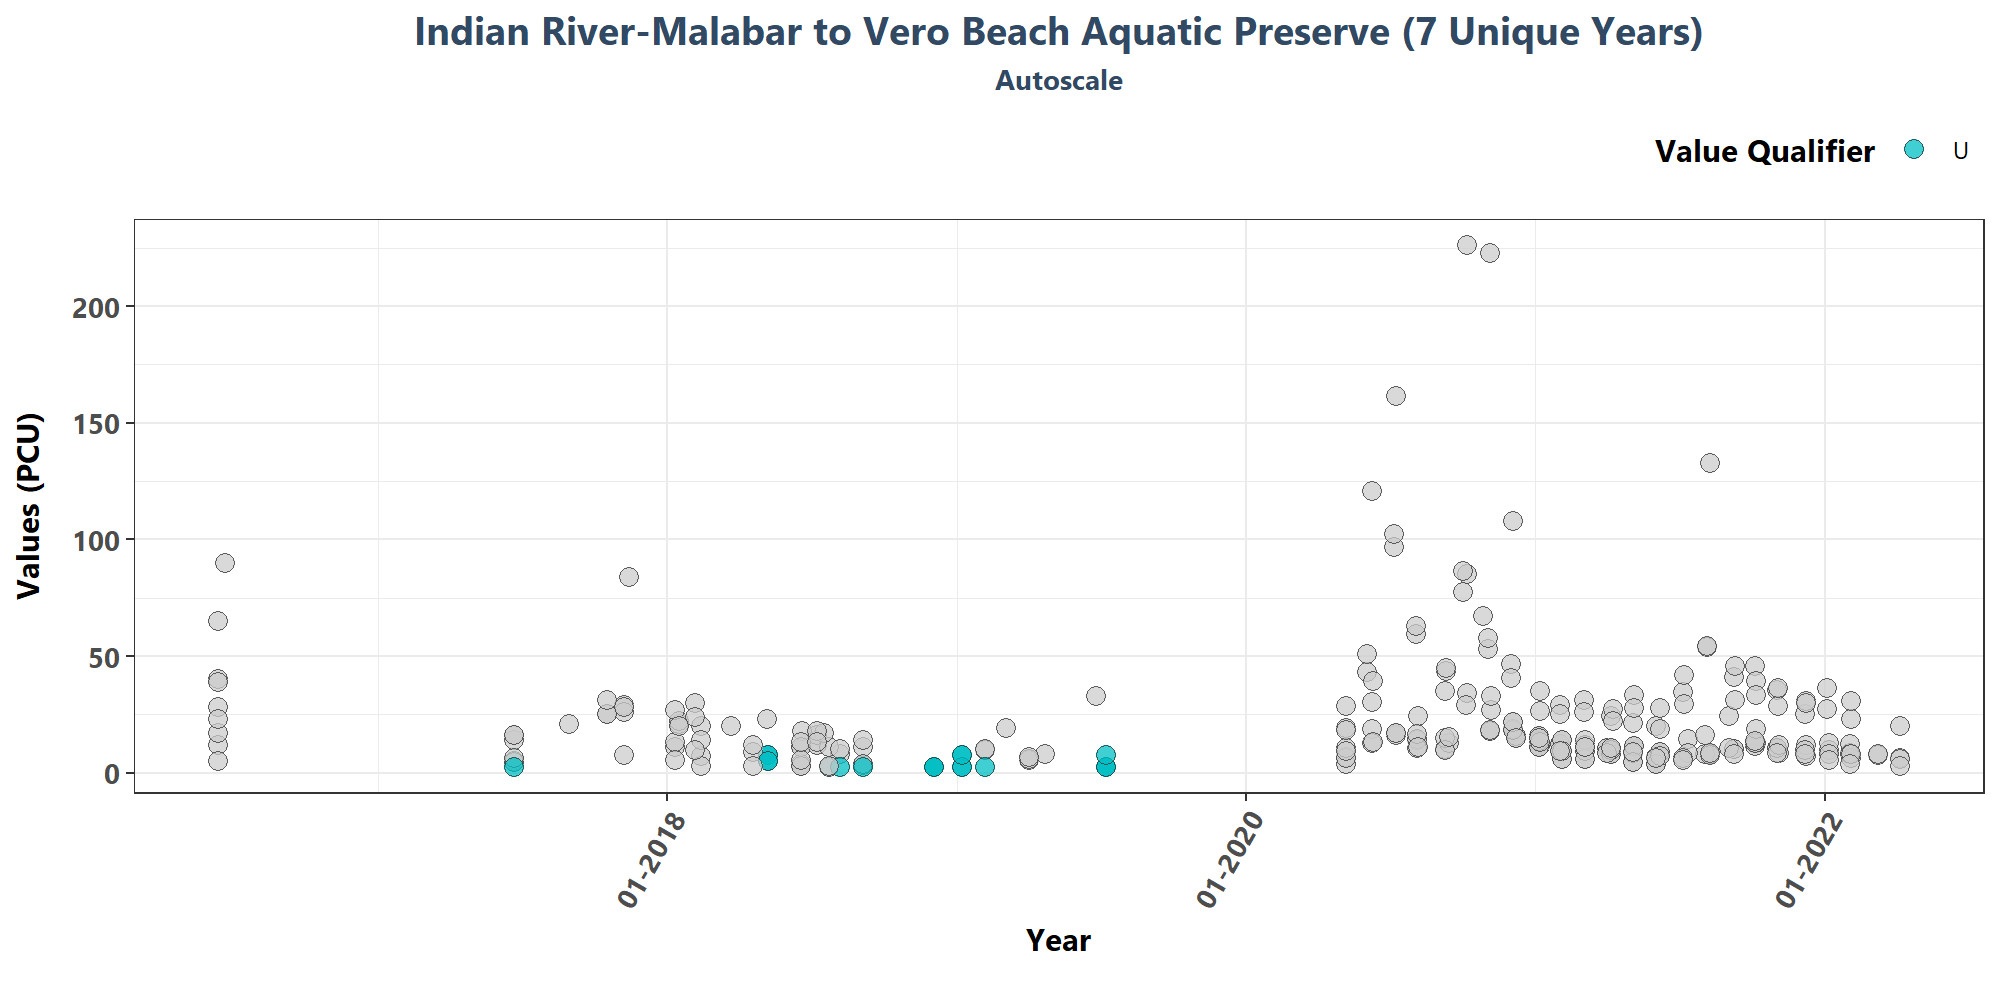 Indian River-Malabar to Vero Beach Aquatic Preserve (7 Unique Years)
Autoscale
Value Qualifier U
Values (PCU)
200
150
100
50
0
01-2018
01-2020
01-2022
Year